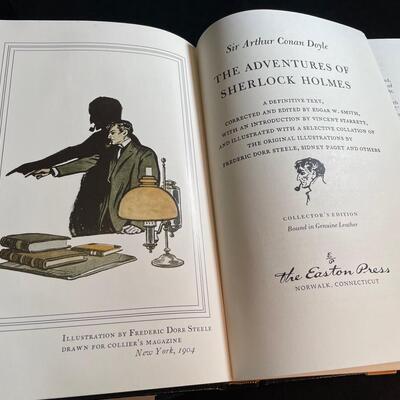 Illustration by Frederic Dorr Steele
drawn for Collier's Magazine
New York, 1904
Sir Arthur Conan Doyle
THE ADVENTURES OF
SHERLOCK HOLMES
A DEFINITIVE TEXT,
CORRECTED AND EDITED BY EDGAR W. SMITH,
WITH AN INTRODUCTION BY VINCENT STARRETT,
AND ILLUSTRATED WITH A SELECTIVE COLLATION OF
THE ORIGINAL ILLUSTRATIONS BY
FREDERIC DORR STEELE, SIDNEY PAGET AND OTHERS
COLLECTOR'S EDITION
Bound in Genuine Leather
the Easton Press
NORWALK, CONNECTICUT